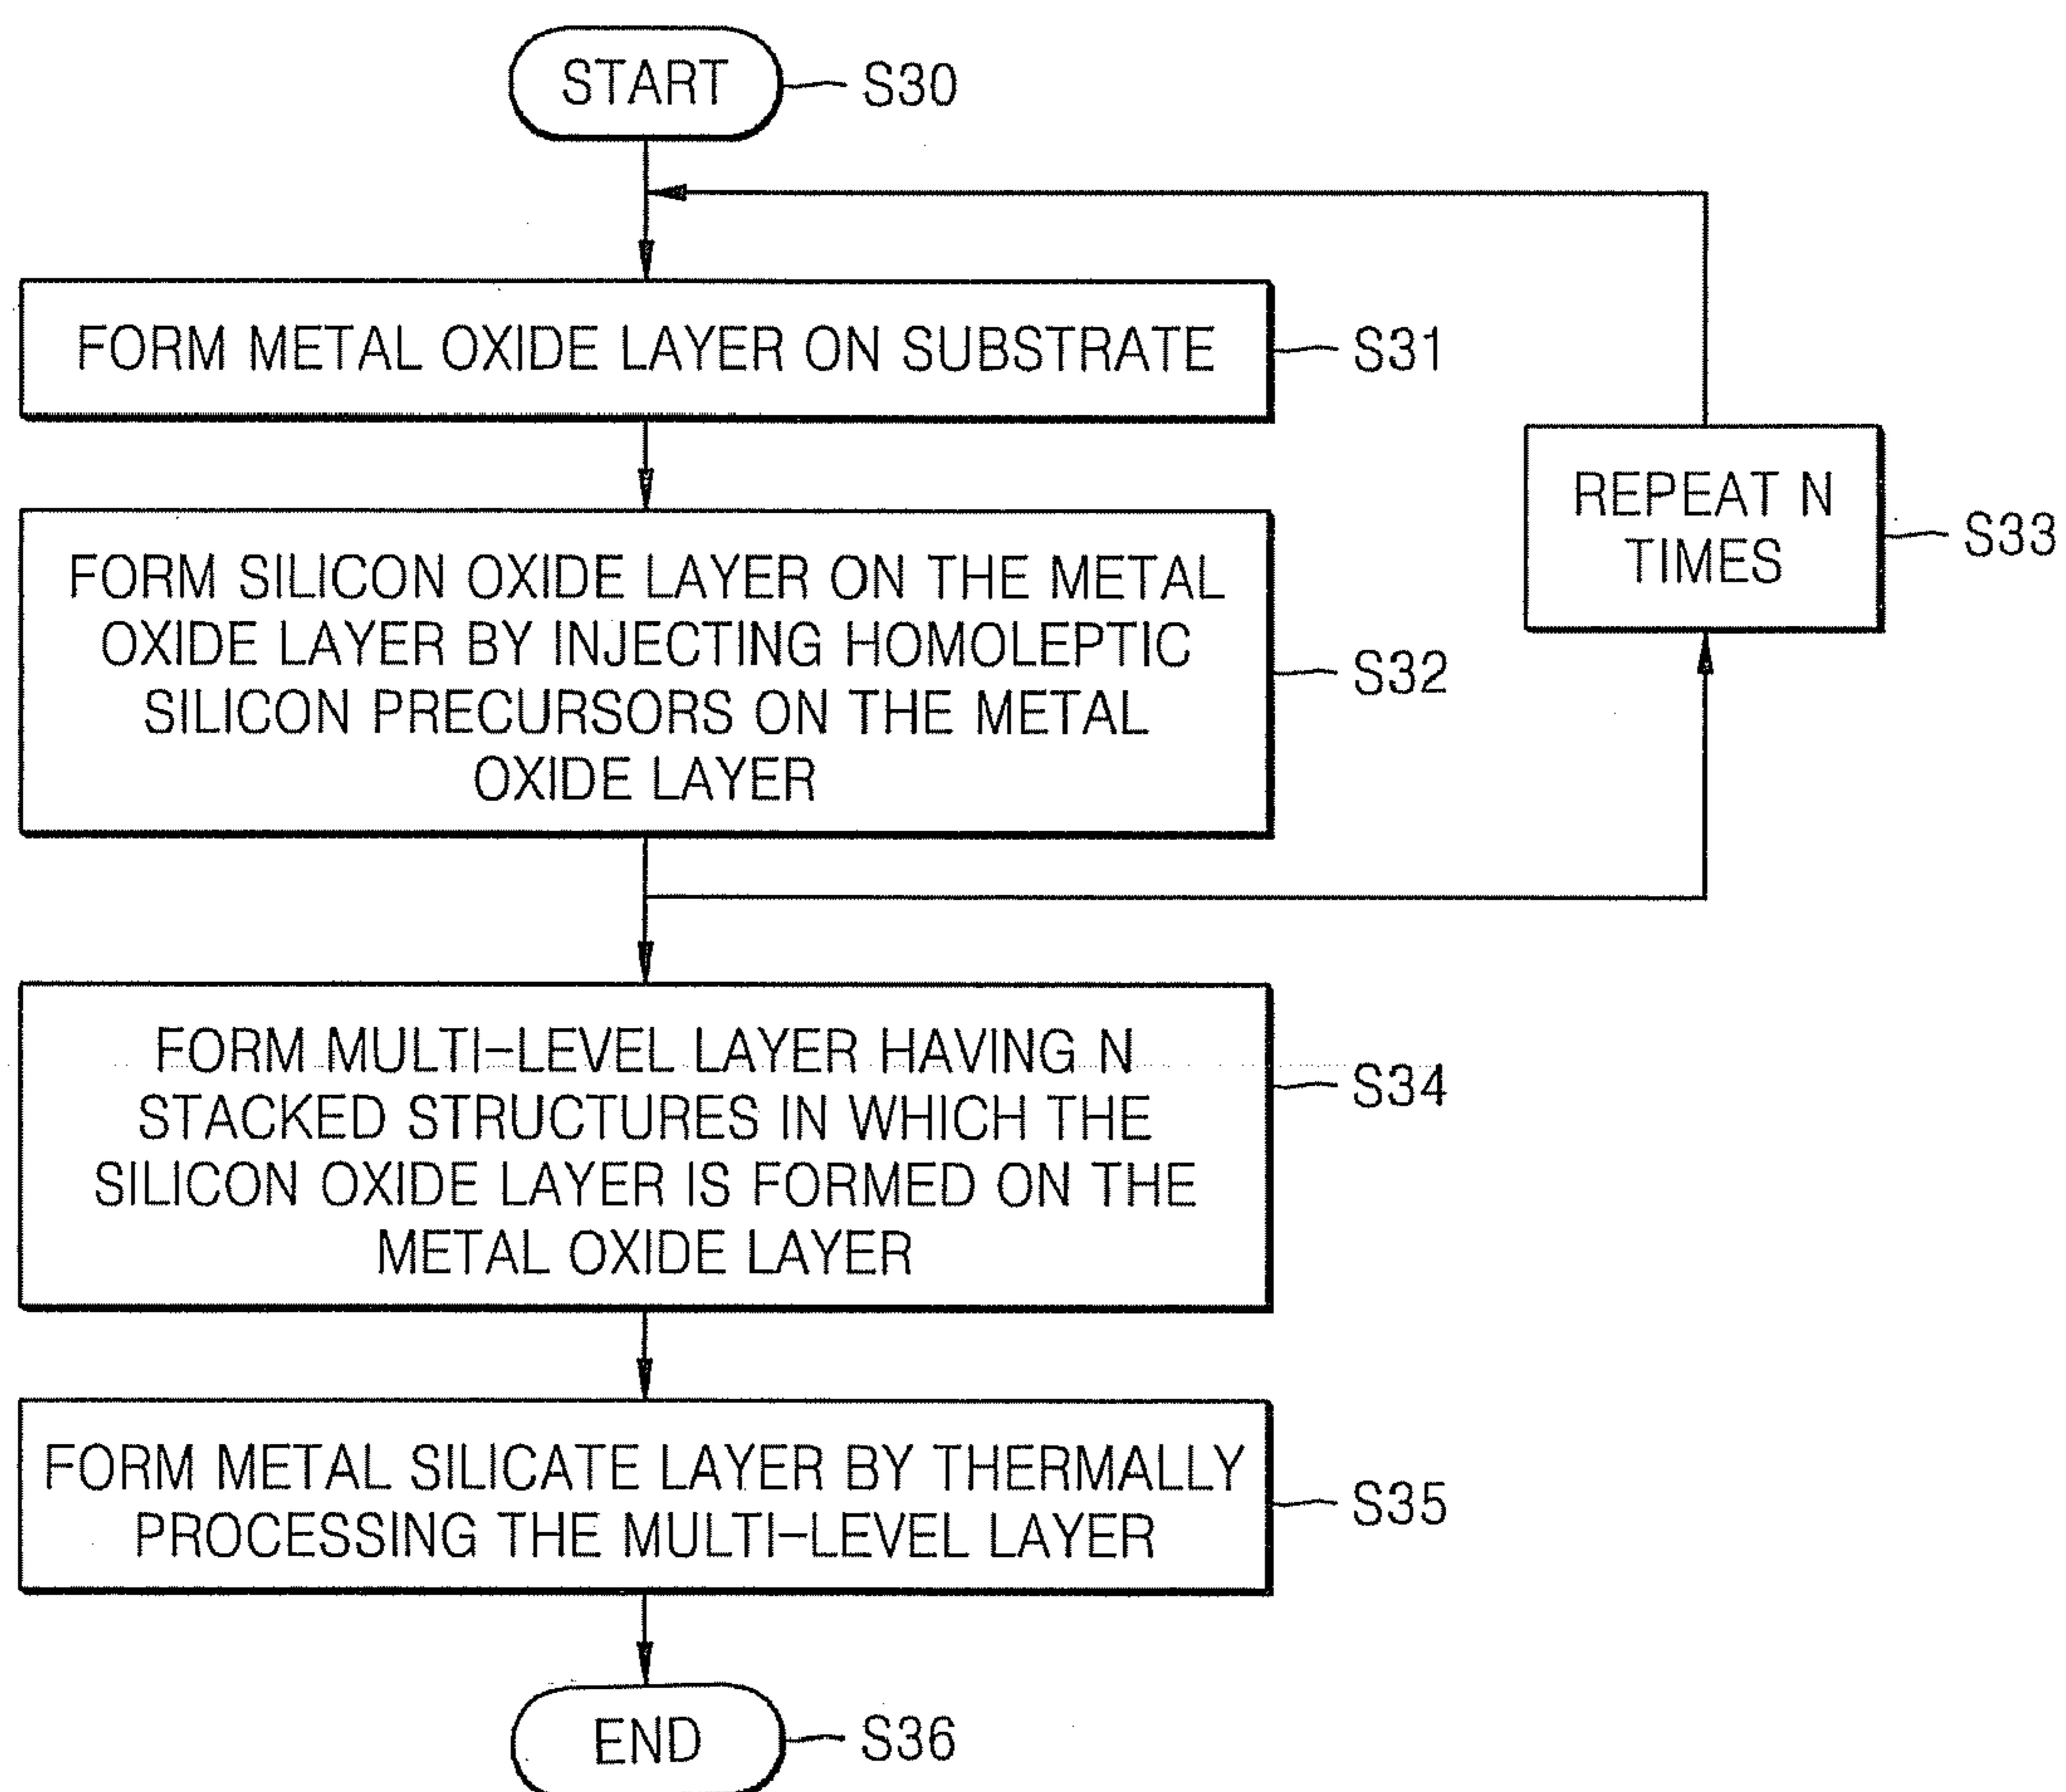 START
S30
FORM METAL OXIDE LAYER ON SUBSTRATE
S31
REPEAT N
TIMES
S33
FORM SILICON OXIDE LAYER ON THE METAL
OXIDE LAYER BY INJECTING HOMOLEPTIC
SILICON PRECURSORS ON THE METAL
OXIDE LAYER
S32
FORM MULTI-LEVEL LAYER HAVING N
STACKED STRUCTURES IN WHICH THE
SILICON OXIDE LAYER IS FORMED ON THE
METAL OXIDE LAYER
S34
FORM METAL SILICATE LAYER BY THERMALLY
PROCESSING THE MULTI-LEVEL LAYER
S35
END
S36